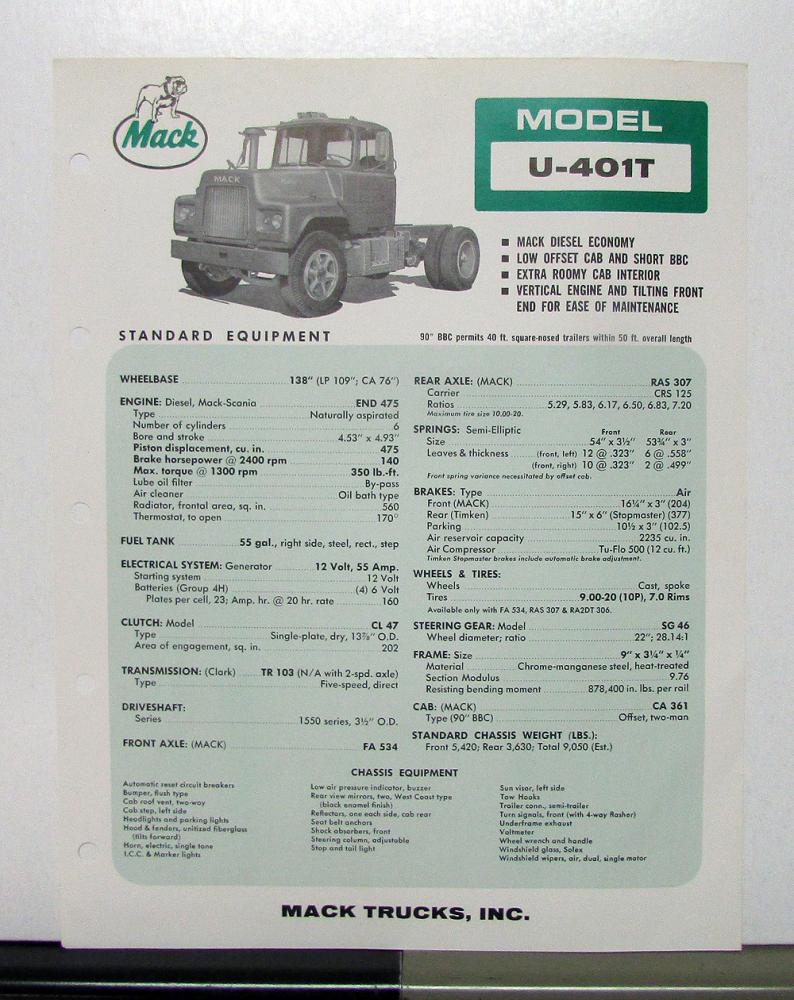 Mack
MACK
MODEL
U-401T
■ MACK DIESEL ECONOMY
■ LOW OFFSET CAB AND SHORT BBC
■ EXTRA ROOMY CAB INTERIOR
■ VERTICAL ENGINE AND TILTING FRONT
END FOR EASE OF MAINTENANCE
STANDARD EQUIPMENT
90" BBC permits 40 ft. square-nosed trailers within 50 ft. overall length
WHEELBASE 138" (LP 109"; CA 76")
ENGINE: Diesel, Mack-Scania END 475
Type Naturally aspirated
Number of cylinders 6
Bore and stroke 4.53" x 4.93"
Piston displacement, cu. in. 475
Brake horsepower @ 2400 rpm 140
Max. torque @ 1300 rpm 350 lb.-ft.
Lube oil filter By-pass
Air cleaner Oil bath type
Radiator, frontal area, sq. in. 560
Thermostat, to open 170°
FUEL TANK 55 gal., right side, steel, rect., step
ELECTRICAL SYSTEM: Generator 12 Volt, 55 Amp.
Starting system 12 Volt
Batteries (Group 4H) (4) 6 Volt
Plates per cell, 23; Amp. hr. @ 20 hr. rate 160
CLUTCH: Model CL 47
Type Single-plate, dry, 13⅞" O.D.
Area of engagement, sq. in. 202
TRANSMISSION: (Clark) TR 103 (N/A with 2-spd. axle)
Type Five-speed, direct
DRIVESHAFT:
Series 1550 series, 3½" O.D.
FRONT AXLE: (MACK) FA 534
REAR AXLE: (MACK) RAS 307
Carrier CRS 125
Ratios 5.29, 5.83, 6.17, 6.50, 6.83, 7.20
Maximum tire size 10.00-20.
SPRINGS: Semi-Elliptic Front Rear
Size 54" x 3½" 53¾" x 3"
Leaves & thickness (front, left) 12 @ .323" 6 @ .558"
(front, right) 10 @ .323" 2 @ .499"
Front spring variance necessitated by offset cab.
BRAKES: Type Air
Front (MACK) 16¼" x 3" (204)
Rear (Timken) 15" x 6" (Stopmaster) (377)
Parking 10½ x 3" (102.5)
Air reservoir capacity 2235 cu. in.
Air Compressor Tu-Flo 500 (12 cu. ft.)
Timken Stopmaster brakes include automatic brake adjustment.
WHEELS & TIRES:
Wheels Cast, spoke
Tires 9.00-20 (10P), 7.0 Rims
Available only with FA 534, RAS 307 & RA2DT 306.
STEERING GEAR: Model SG 46
Wheel diameter; ratio 22"; 28.14:1
FRAME: Size 9" x 3¼" x ¼"
Material Chrome-manganese steel, heat-treated
Section Modulus 9.76
Resisting bending moment 878,400 in. lbs. per rail
CAB: (MACK) CA 361
Type (90" BBC) Offset, two-man
STANDARD CHASSIS WEIGHT (LBS.):
Front 5,420; Rear 3,630; Total 9,050 (Est.)
CHASSIS EQUIPMENT
Automatic reset circuit breakers
Bumper, flush type
Cab roof vent, two-way
Cab step, left side
Headlights and parking lights
Hood & fenders, unitized fiberglass
(tilts forward)
Horn, electric, single tone
I.C.C. & Marker lights
Low air pressure indicator, buzzer
Rear view mirrors, two, West Coast type
(black enamel finish)
Reflectors, one each side, cab rear
Seat belt anchors
Shock absorbers, front
Steering column, adjustable
Stop and tail light
Sun visor, left side
Tow Hooks
Trailer conn., semi-trailer
Turn signals, front (with 4-way flasher)
Underframe exhaust
Voltmeter
Wheel wrench and handle
Windshield glass, Solex
Windshield wipers, air, dual, single motor
MACK TRUCKS, INC.